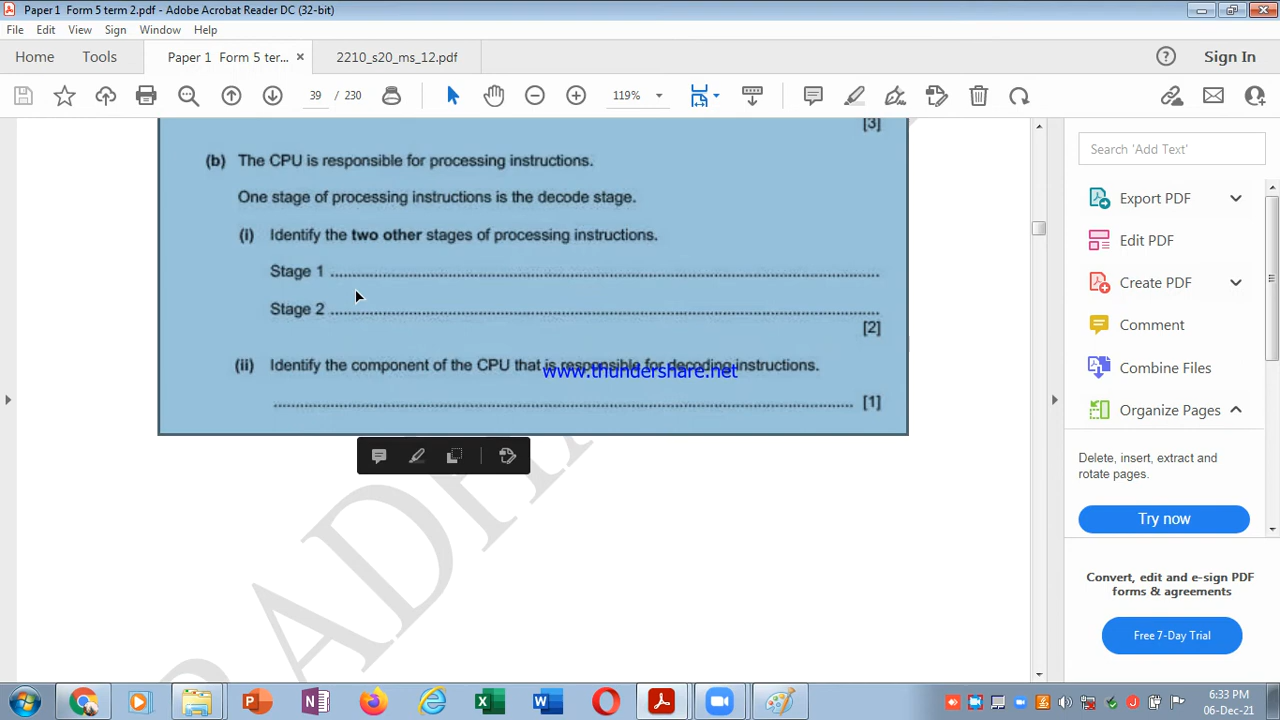 Paper 1 Form 5 term 2.pdf - Adobe Acrobat Reader DC (32-bit)
File Edit View Sign Window Help
Home Tools Paper 1 Form 5 ter... × 2210_s20_ms_12.pdf Sign In
39 / 230 119%
[3]
(b) The CPU is responsible for processing instructions.
One stage of processing instructions is the decode stage.
(i) Identify the two other stages of processing instructions.
Stage 1 ..........
Stage 2 ..........
[2]
(ii) Identify the component of the CPU that is responsible for decoding instructions.
www.thundershare.net
.......... [1]
Search 'Add Text'
Export PDF
Edit PDF
Create PDF
Comment
Combine Files
Organize Pages
Delete, insert, extract and
rotate pages.
Try now
Convert, edit and e-sign PDF
forms & agreements
Free 7-Day Trial
6:33 PM
06-Dec-21